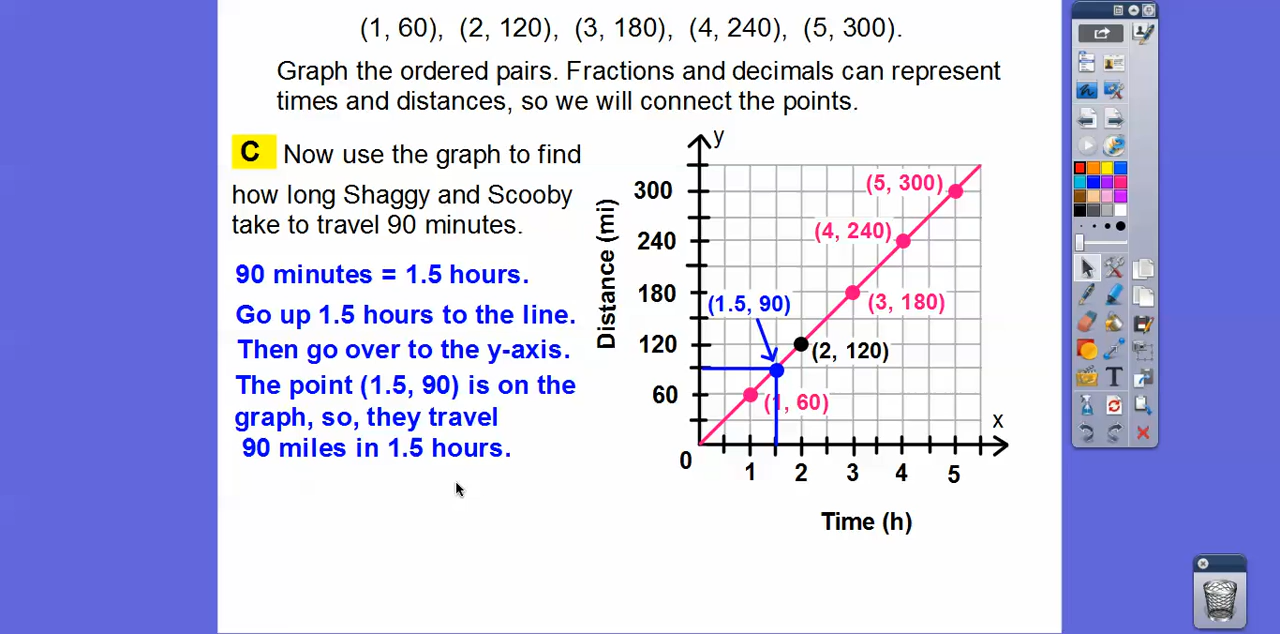 (1, 60), (2, 120), (3, 180), (4, 240), (5, 300).
Graph the ordered pairs. Fractions and decimals can represent
times and distances, so we will connect the points.
C Now use the graph to find
how long Shaggy and Scooby
take to travel 90 minutes.
90 minutes = 1.5 hours.
Go up 1.5 hours to the line.
Then go over to the y-axis.
The point (1.5, 90) is on the
graph, so, they travel
90 miles in 1.5 hours.
y
Distance (mi)
300
240
180
120
60
0
(5, 300)
(4, 240)
(3, 180)
(1.5, 90)
(2, 120)
(1, 60)
x
1 2 3 4 5
Time (h)
T